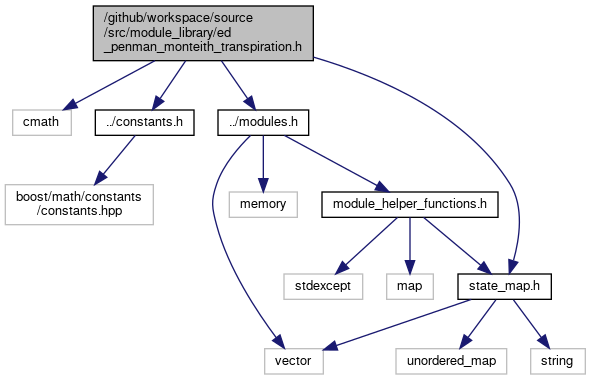 /github/workspace/source
/src/module_library/ed
_penman_monteith_transpiration.h
cmath
../constants.h
../modules.h
boost/math/constants
/constants.hpp
memory
module_helper_functions.h
stdexcept
map
state_map.h
vector
unordered_map
string